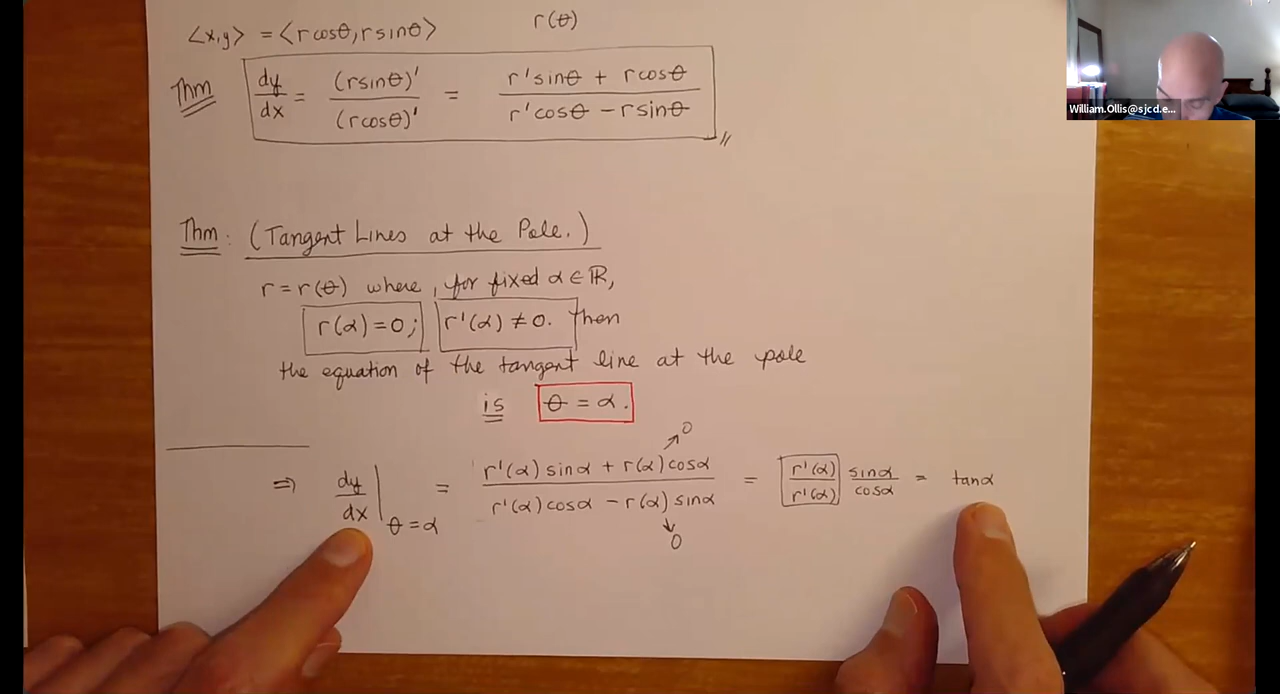 ⟨x,y⟩ = ⟨r cosθ, r sinθ⟩    r(θ)
Thm    dy/dx = (r sinθ)'/(r cosθ)' = (r' sinθ + r cosθ)/(r' cosθ − r sinθ) //
Thm: (Tangent Lines at the Pole.)
r = r(θ) where, for fixed α ∈ ℝ,
r(α) = 0; r'(α) ≠ 0. Then
the equation of the tangent line at the pole
is θ = α.
⇒ dy/dx |θ=α = (r'(α) sinα + r(α) cosα ↗ 0)/(r'(α) cosα − r(α) sinα ↓ 0) = r'(α)/r'(α) sinα/cosα = tanα
William.Ollis@sjcd.e...